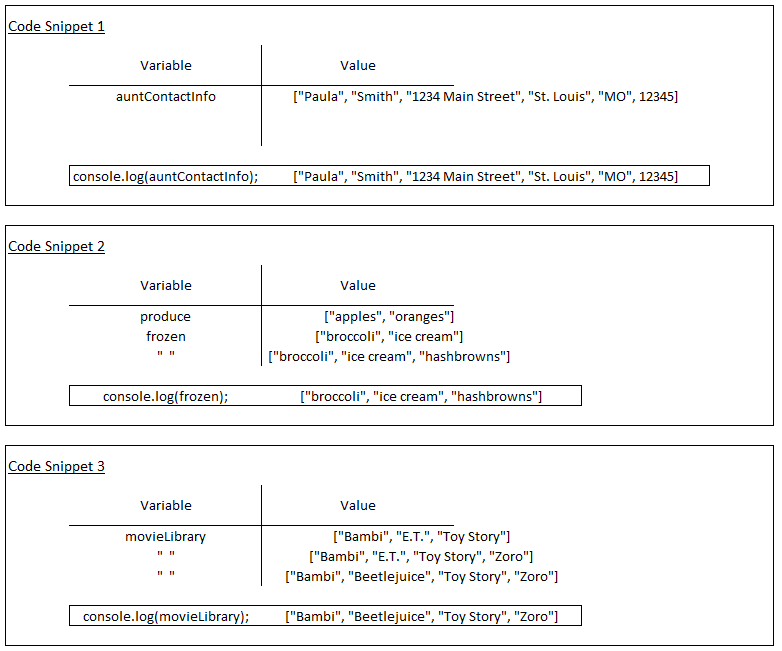 Code Snippet 1
Variable Value
auntContactInfo ["Paula", "Smith", "1234 Main Street", "St. Louis", "MO", 12345]
console.log(auntContactInfo); ["Paula", "Smith", "1234 Main Street", "St. Louis", "MO", 12345]
Code Snippet 2
Variable Value
produce ["apples", "oranges"]
frozen ["broccoli", "ice cream"]
" " ["broccoli", "ice cream", "hashbrowns"]
console.log(frozen); ["broccoli", "ice cream", "hashbrowns"]
Code Snippet 3
Variable Value
movieLibrary ["Bambi", "E.T.", "Toy Story"]
" " ["Bambi", "E.T.", "Toy Story", "Zoro"]
" " ["Bambi", "Beetlejuice", "Toy Story", "Zoro"]
console.log(movieLibrary); ["Bambi", "Beetlejuice", "Toy Story", "Zoro"]